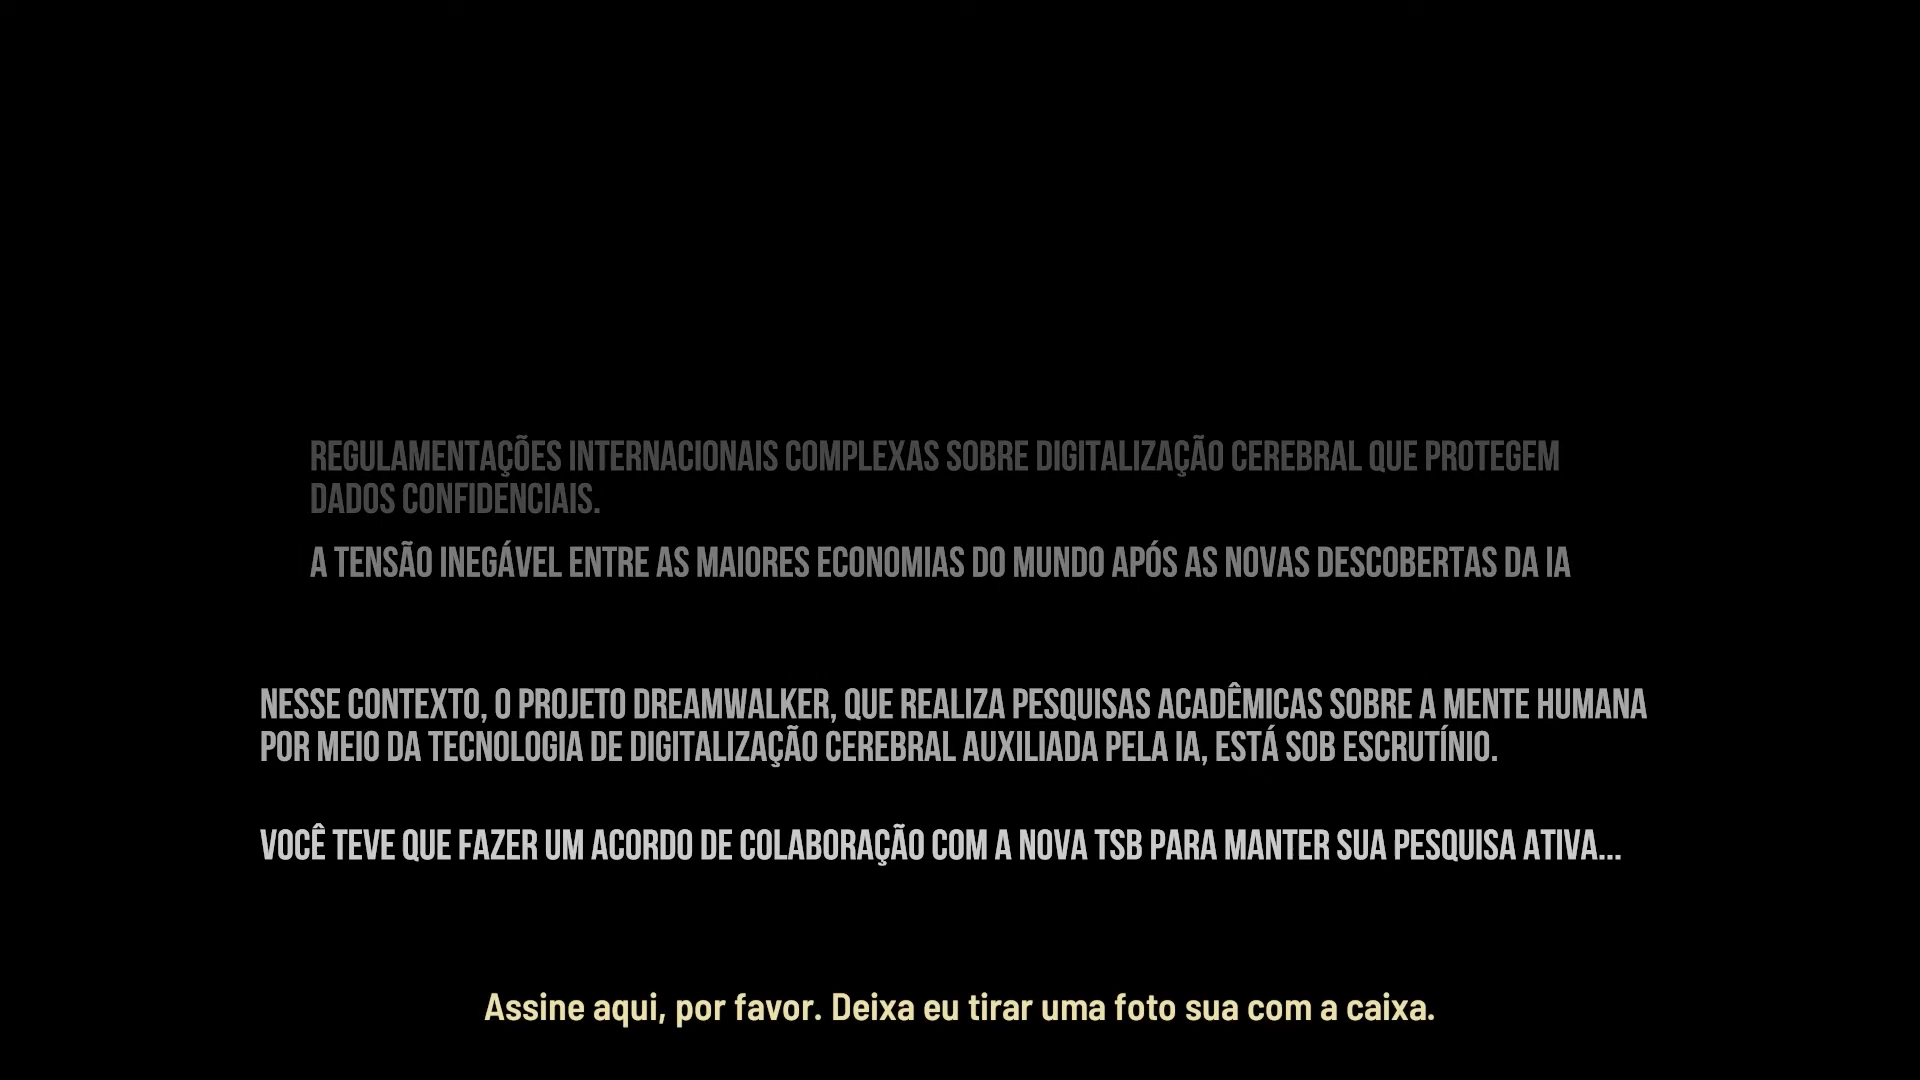 REGULAMENTAÇÕES INTERNACIONAIS COMPLEXAS SOBRE DIGITALIZAÇÃO CEREBRAL QUE PROTEGEM
DADOS CONFIDENCIAIS.
A TENSÃO INEGÁVEL ENTRE AS MAIORES ECONOMIAS DO MUNDO APÓS AS NOVAS DESCOBERTAS DA IA
NESSE CONTEXTO, O PROJETO DREAMWALKER, QUE REALIZA PESQUISAS ACADÊMICAS SOBRE A MENTE HUMANA
POR MEIO DA TECNOLOGIA DE DIGITALIZAÇÃO CEREBRAL AUXILIADA PELA IA, ESTÁ SOB ESCRUTÍNIO.
VOCÊ TEVE QUE FAZER UM ACORDO DE COLABORAÇÃO COM A NOVA TSB PARA MANTER SUA PESQUISA ATIVA...
Assine aqui, por favor. Deixa eu tirar uma foto sua com a caixa.